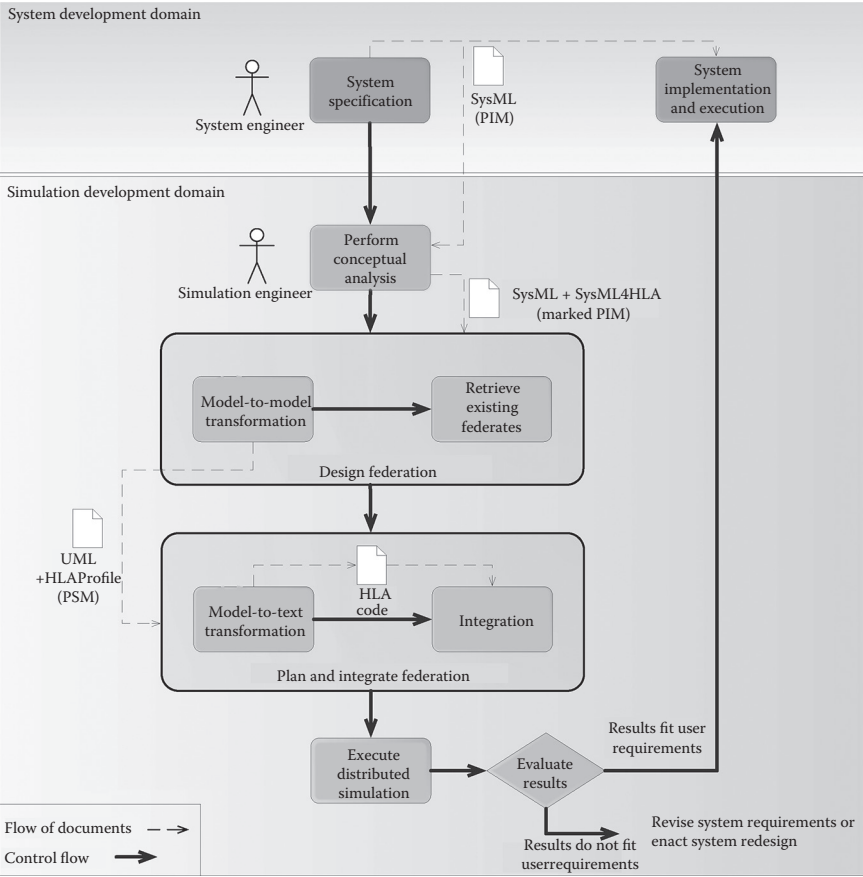 System development domain
System
specification
System engineer
SysML
(PIM)
System
implementation
and execution
Simulation development domain
Perform
conceptual
analysis
Simulation engineer
SysML + SysML4HLA
(marked PIM)
Model-to-model
transformation
Retrieve
existing
federates
Design federation
UML
+HLAProfile
(PSM)
HLA
code
Model-to-text
transformation
Integration
Plan and integrate federation
Execute
distributed
simulation
Evaluate
results
Results fit user
requirements
Results do not fit
userrequirements
Revise system requirements or
enact system redesign
Flow of documents
Control flow